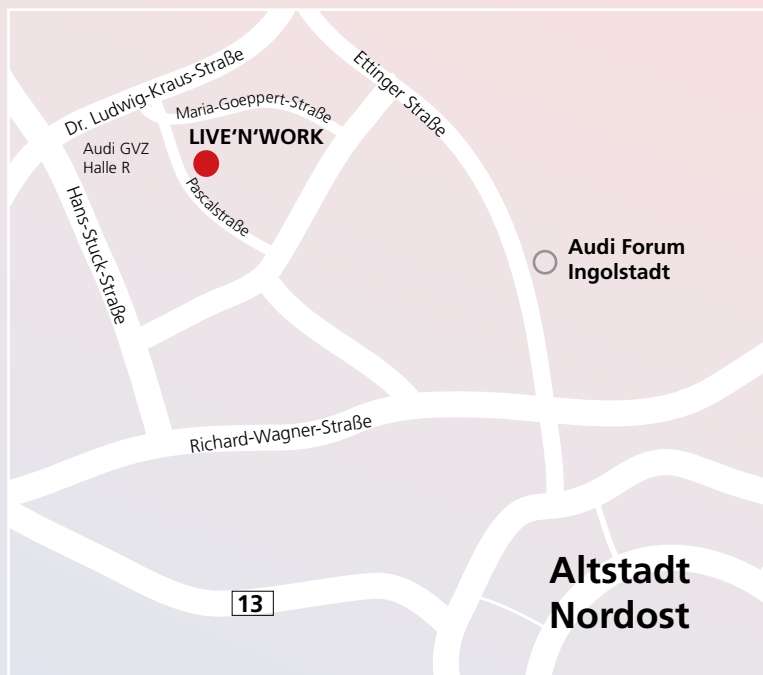 Dr. Ludwig-Kraus-Straße
Ettinger Straße
Maria-Goeppert-Straße
LIVE‘N‘WORK
Audi GVZ
Halle R
Pascalstraße
Hans-Stuck-Straße
Audi Forum
Ingolstadt
Richard-Wagner-Straße
Altstadt
Nordost
13